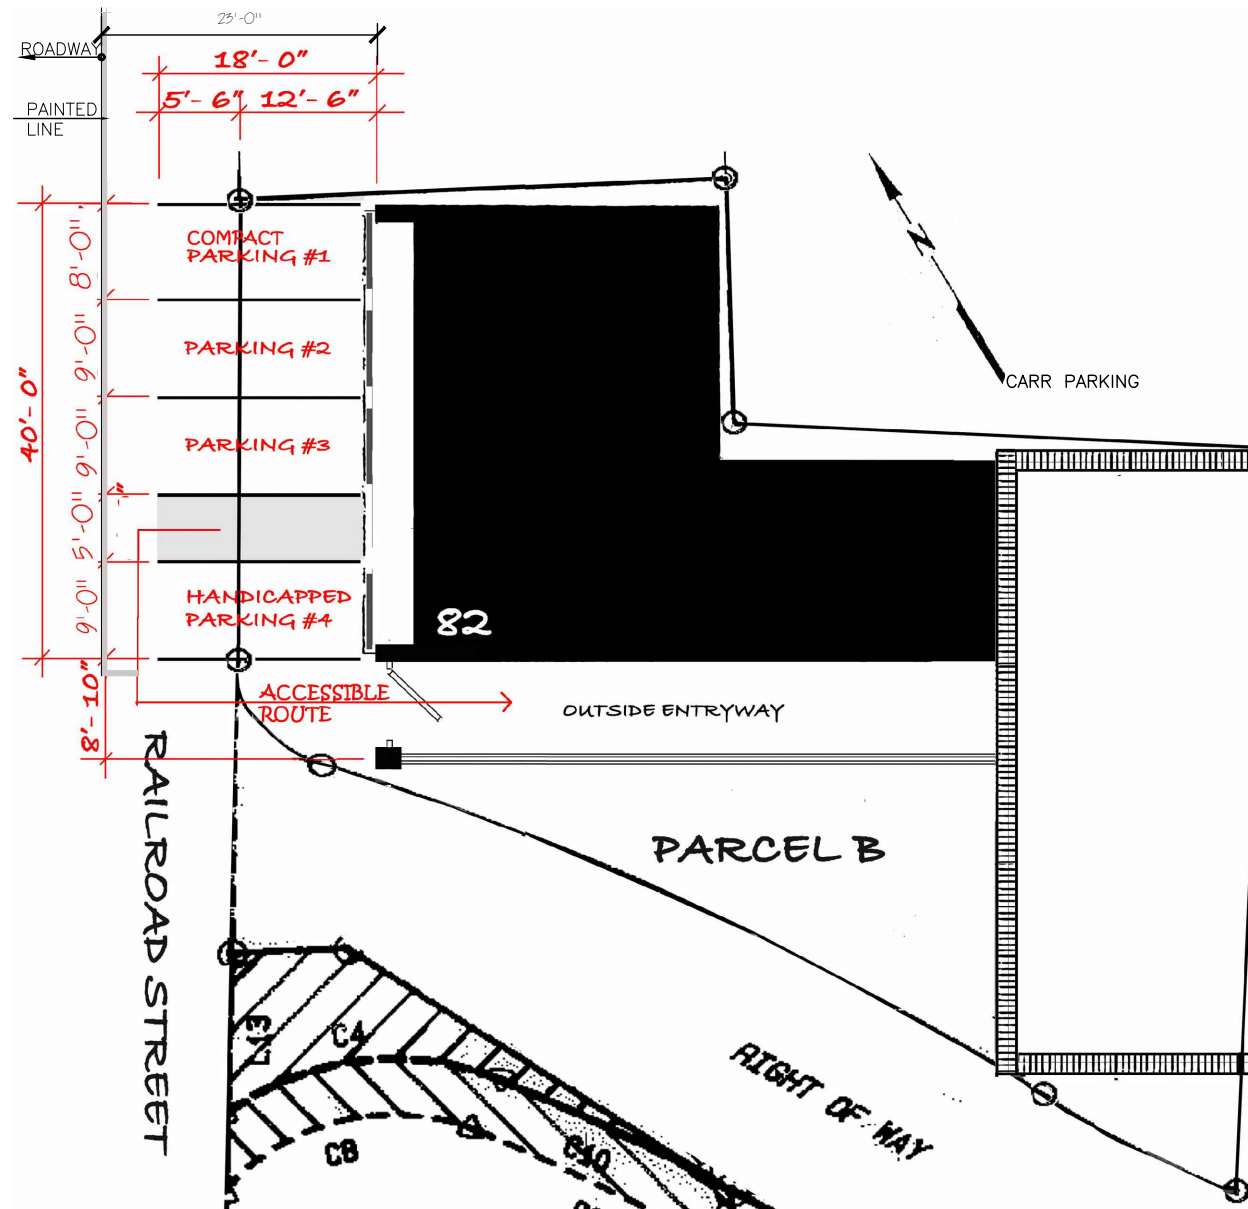 23'-0"
ROADWAY
18'- 0"
5'- 6" 12'- 6"
PAINTED
LINE
8'-0"
COMPACT
PARKING #1
9'-0"
PARKING #2
CARR PARKING
N
40'- 0"
9'-0"
PARKING #3
5'-0"
9'-0"
HANDICAPPED
PARKING #4
82
8'- 10"
ACCESSIBLE
ROUTE
OUTSIDE ENTRYWAY
RAILROAD STREET
PARCEL B
C4
RIGHT OF WAY
C8
C10